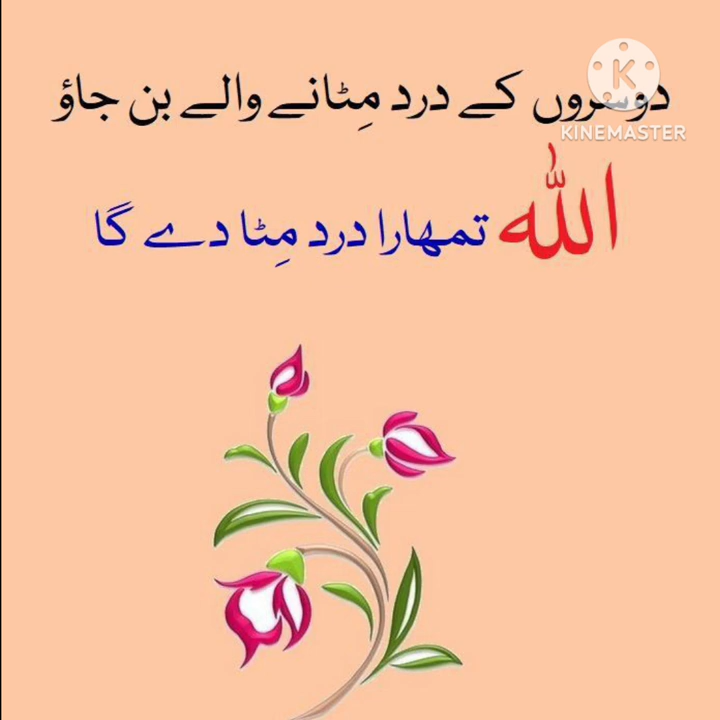 دوسروں کے درد مِٹانے والے بن جاؤ
KINEMASTER
اللہ تمھارا درد مِٹا دے گا